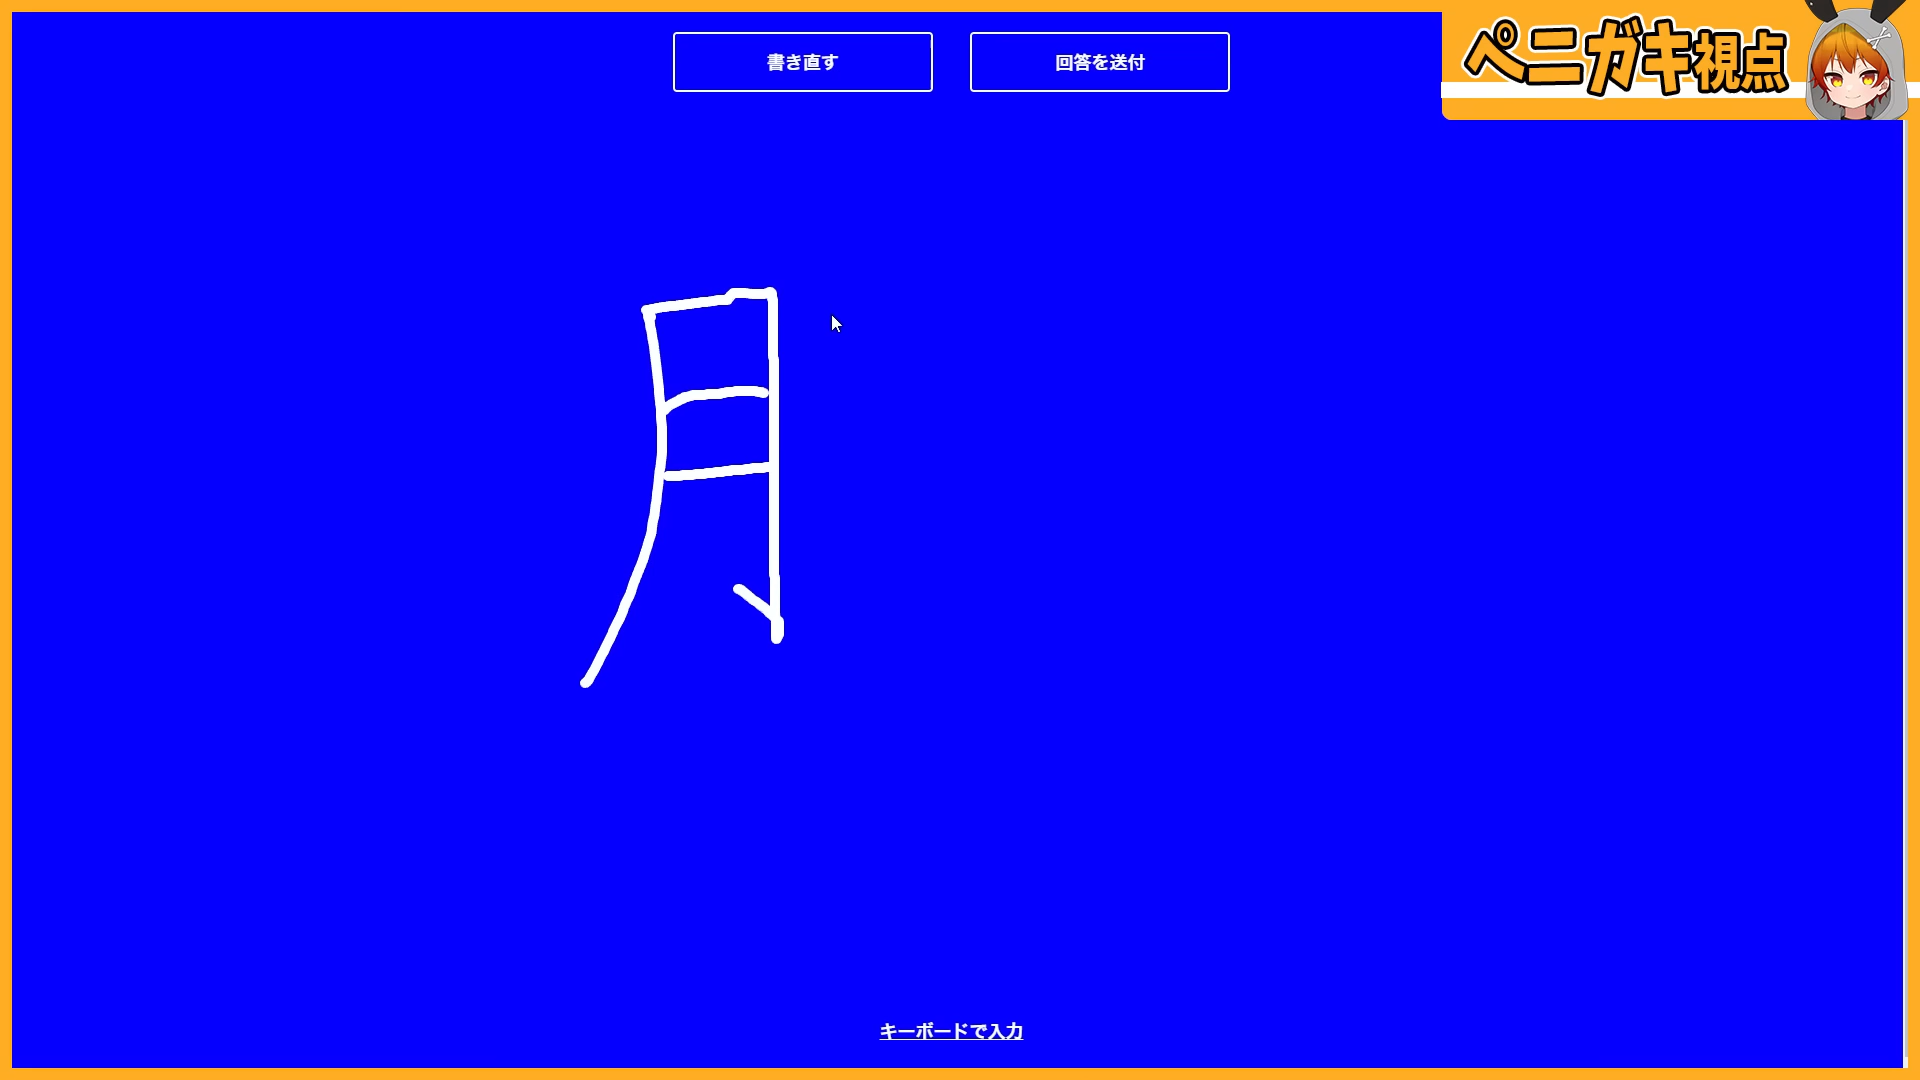 書き直す
回答を送付
ペニガキ視点
月
キーボードで入力